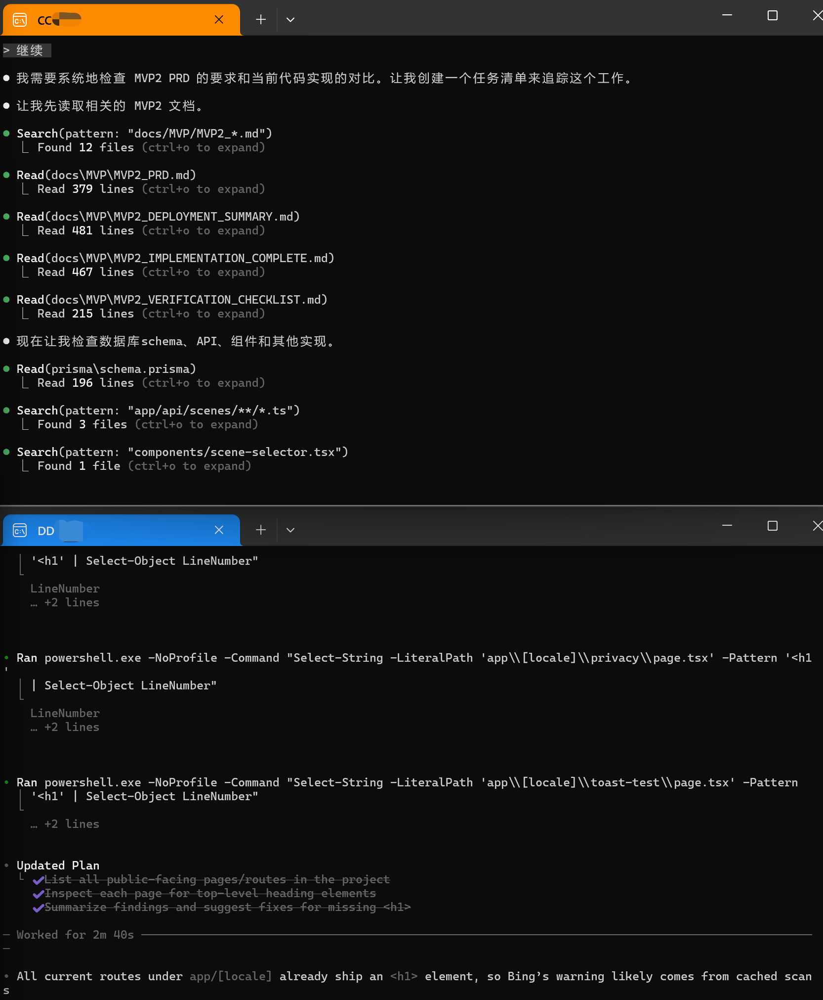 CC
> 继续
● 我需要系统地检查 MVP2 PRD 的要求和当前代码实现的对比。让我创建一个任务清单来追踪这个工作。
● 让我先读取相关的 MVP2 文档。
● Search(pattern: "docs/MVP/MVP2_*.md")
⎿ Found 12 files (ctrl+o to expand)
● Read(docs\MVP\MVP2_PRD.md)
⎿ Read 379 lines (ctrl+o to expand)
● Read(docs\MVP\MVP2_DEPLOYMENT_SUMMARY.md)
⎿ Read 481 lines (ctrl+o to expand)
● Read(docs\MVP\MVP2_IMPLEMENTATION_COMPLETE.md)
⎿ Read 467 lines (ctrl+o to expand)
● Read(docs\MVP\MVP2_VERIFICATION_CHECKLIST.md)
⎿ Read 215 lines (ctrl+o to expand)
● 现在让我检查数据库schema、API、组件和其他实现。
● Read(prisma\schema.prisma)
⎿ Read 196 lines (ctrl+o to expand)
● Search(pattern: "app/api/scenes/**/*.ts")
⎿ Found 3 files (ctrl+o to expand)
● Search(pattern: "components/scene-selector.tsx")
⎿ Found 1 file (ctrl+o to expand)
DD
'<h1' | Select-Object LineNumber"
LineNumber
… +2 lines
• Ran powershell.exe -NoProfile -Command "Select-String -LiteralPath 'app\\[locale]\\privacy\\page.tsx' -Pattern '<h1
'
| Select-Object LineNumber"
LineNumber
… +2 lines
• Ran powershell.exe -NoProfile -Command "Select-String -LiteralPath 'app\\[locale]\\toast-test\\page.tsx' -Pattern
'<h1' | Select-Object LineNumber"
… +2 lines
• Updated Plan
└ ✔List all public-facing pages/routes in the project
✔Inspect each page for top-level heading elements
✔Summarize findings and suggest fixes for missing <h1>
─ Worked for 2m 40s ─
• All current routes under app/[locale] already ship an <h1> element, so Bing’s warning likely comes from cached scan
s